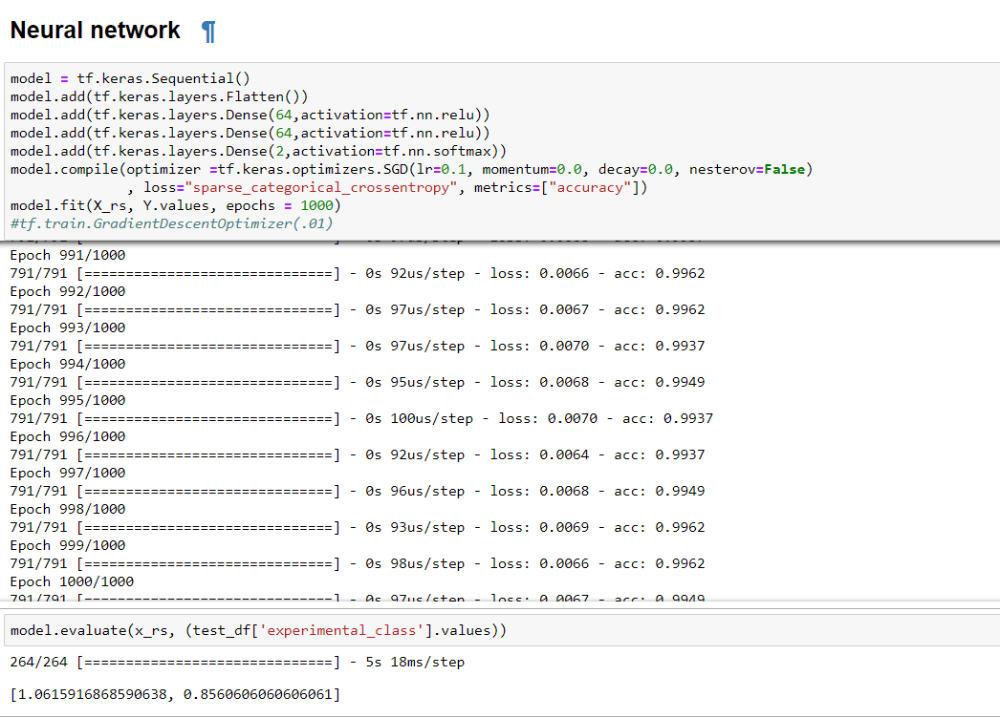 Neural network ¶
model = tf.keras.Sequential()
model.add(tf.keras.layers.Flatten())
model.add(tf.keras.layers.Dense(64,activation=tf.nn.relu))
model.add(tf.keras.layers.Dense(64,activation=tf.nn.relu))
model.add(tf.keras.layers.Dense(2,activation=tf.nn.softmax))
model.compile(optimizer =tf.keras.optimizers.SGD(lr=0.1, momentum=0.0, decay=0.0, nesterov=False)
, loss="sparse_categorical_crossentropy", metrics=["accuracy"])
model.fit(X_rs, Y.values, epochs = 1000)
#tf.train.GradientDescentOptimizer(.01)
Epoch 991/1000
791/791 [==============================] - 0s 92us/step - loss: 0.0066 - acc: 0.9962
Epoch 992/1000
791/791 [==============================] - 0s 97us/step - loss: 0.0067 - acc: 0.9962
Epoch 993/1000
791/791 [==============================] - 0s 97us/step - loss: 0.0070 - acc: 0.9937
Epoch 994/1000
791/791 [==============================] - 0s 95us/step - loss: 0.0068 - acc: 0.9949
Epoch 995/1000
791/791 [==============================] - 0s 100us/step - loss: 0.0070 - acc: 0.9937
Epoch 996/1000
791/791 [==============================] - 0s 92us/step - loss: 0.0064 - acc: 0.9937
Epoch 997/1000
791/791 [==============================] - 0s 96us/step - loss: 0.0068 - acc: 0.9949
Epoch 998/1000
791/791 [==============================] - 0s 93us/step - loss: 0.0069 - acc: 0.9962
Epoch 999/1000
791/791 [==============================] - 0s 98us/step - loss: 0.0066 - acc: 0.9962
Epoch 1000/1000
791/791 [==============================] - 0s 97us/step - loss: 0.0067 - acc: 0.9949
model.evaluate(x_rs, (test_df['experimental_class'].values))
264/264 [==============================] - 5s 18ms/step
[1.0615916868590638, 0.8560606060606061]